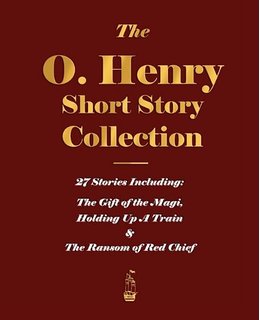 The
O. Henry
Short Story
Collection
27 Stories Including:
The Gift of the Magi,
Holding Up A Train
&
The Ransom of Red Chief